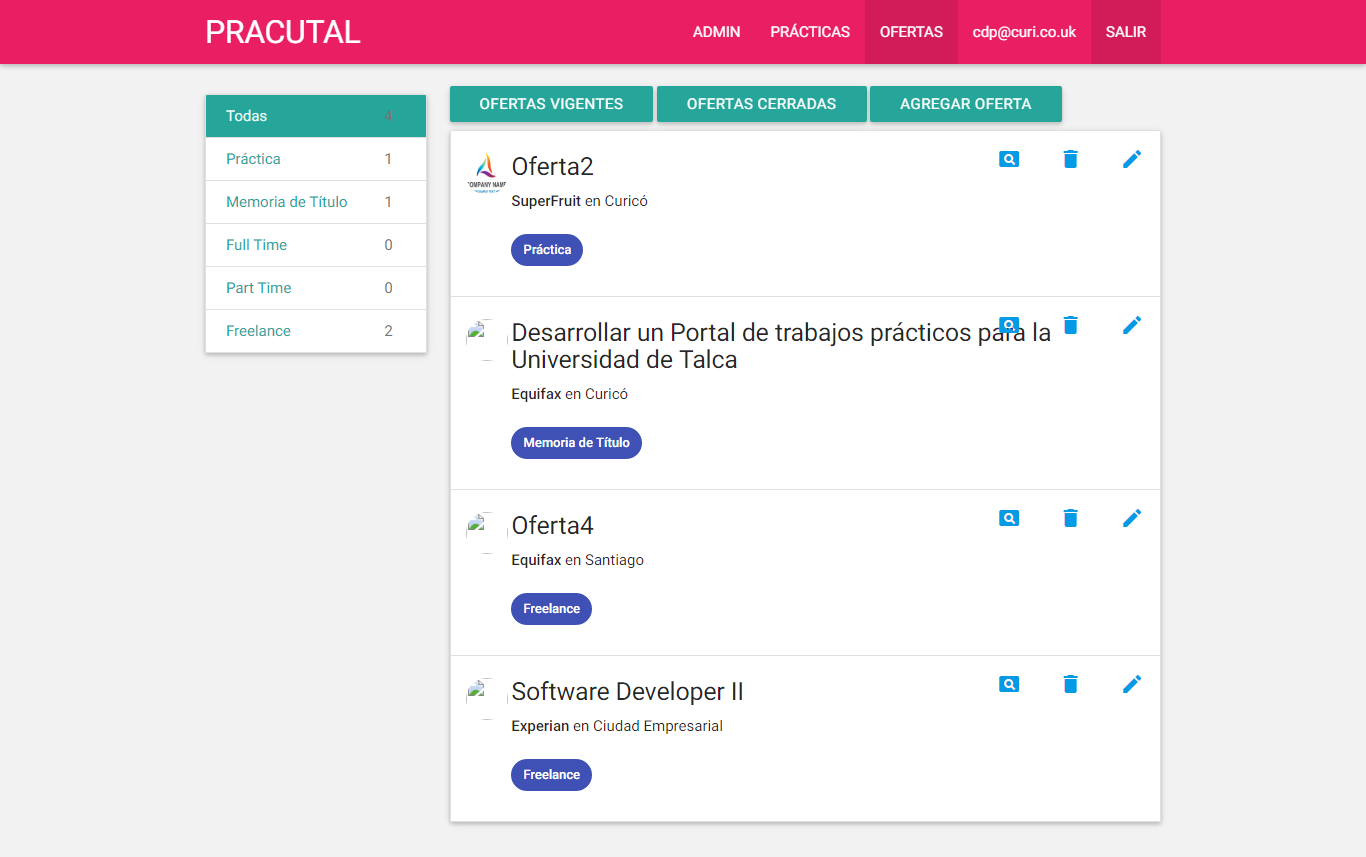 PRACUTAL
ADMIN PRÁCTICAS OFERTAS cdp@curi.co.uk SALIR
Todas 4
Práctica 1
Memoria de Título 1
Full Time 0
Part Time 0
Freelance 2
OFERTAS VIGENTES OFERTAS CERRADAS AGREGAR OFERTA
Oferta2
SuperFruit en Curicó
Práctica
Desarrollar un Portal de trabajos prácticos para la
Universidad de Talca
Equifax en Curicó
Memoria de Título
Oferta4
Equifax en Santiago
Freelance
Software Developer II
Experian en Ciudad Empresarial
Freelance